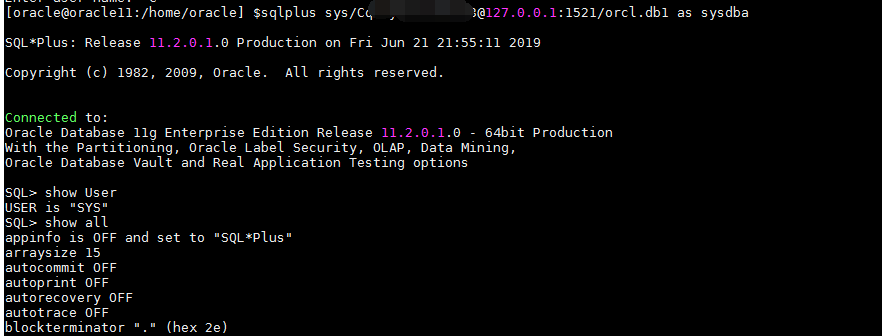 [oracle@oracle11:/home/oracle] $sqlplus sys/Cq @127.0.0.1:1521/orcl.db1 as sysdba
SQL*Plus: Release 11.2.0.1.0 Production on Fri Jun 21 21:55:11 2019
Copyright (c) 1982, 2009, Oracle.  All rights reserved.
Connected to:
Oracle Database 11g Enterprise Edition Release 11.2.0.1.0 - 64bit Production
With the Partitioning, Oracle Label Security, OLAP, Data Mining,
Oracle Database Vault and Real Application Testing options
SQL> show User
USER is "SYS"
SQL> show all
appinfo is OFF and set to "SQL*Plus"
arraysize 15
autocommit OFF
autoprint OFF
autorecovery OFF
autotrace OFF
blockterminator "." (hex 2e)